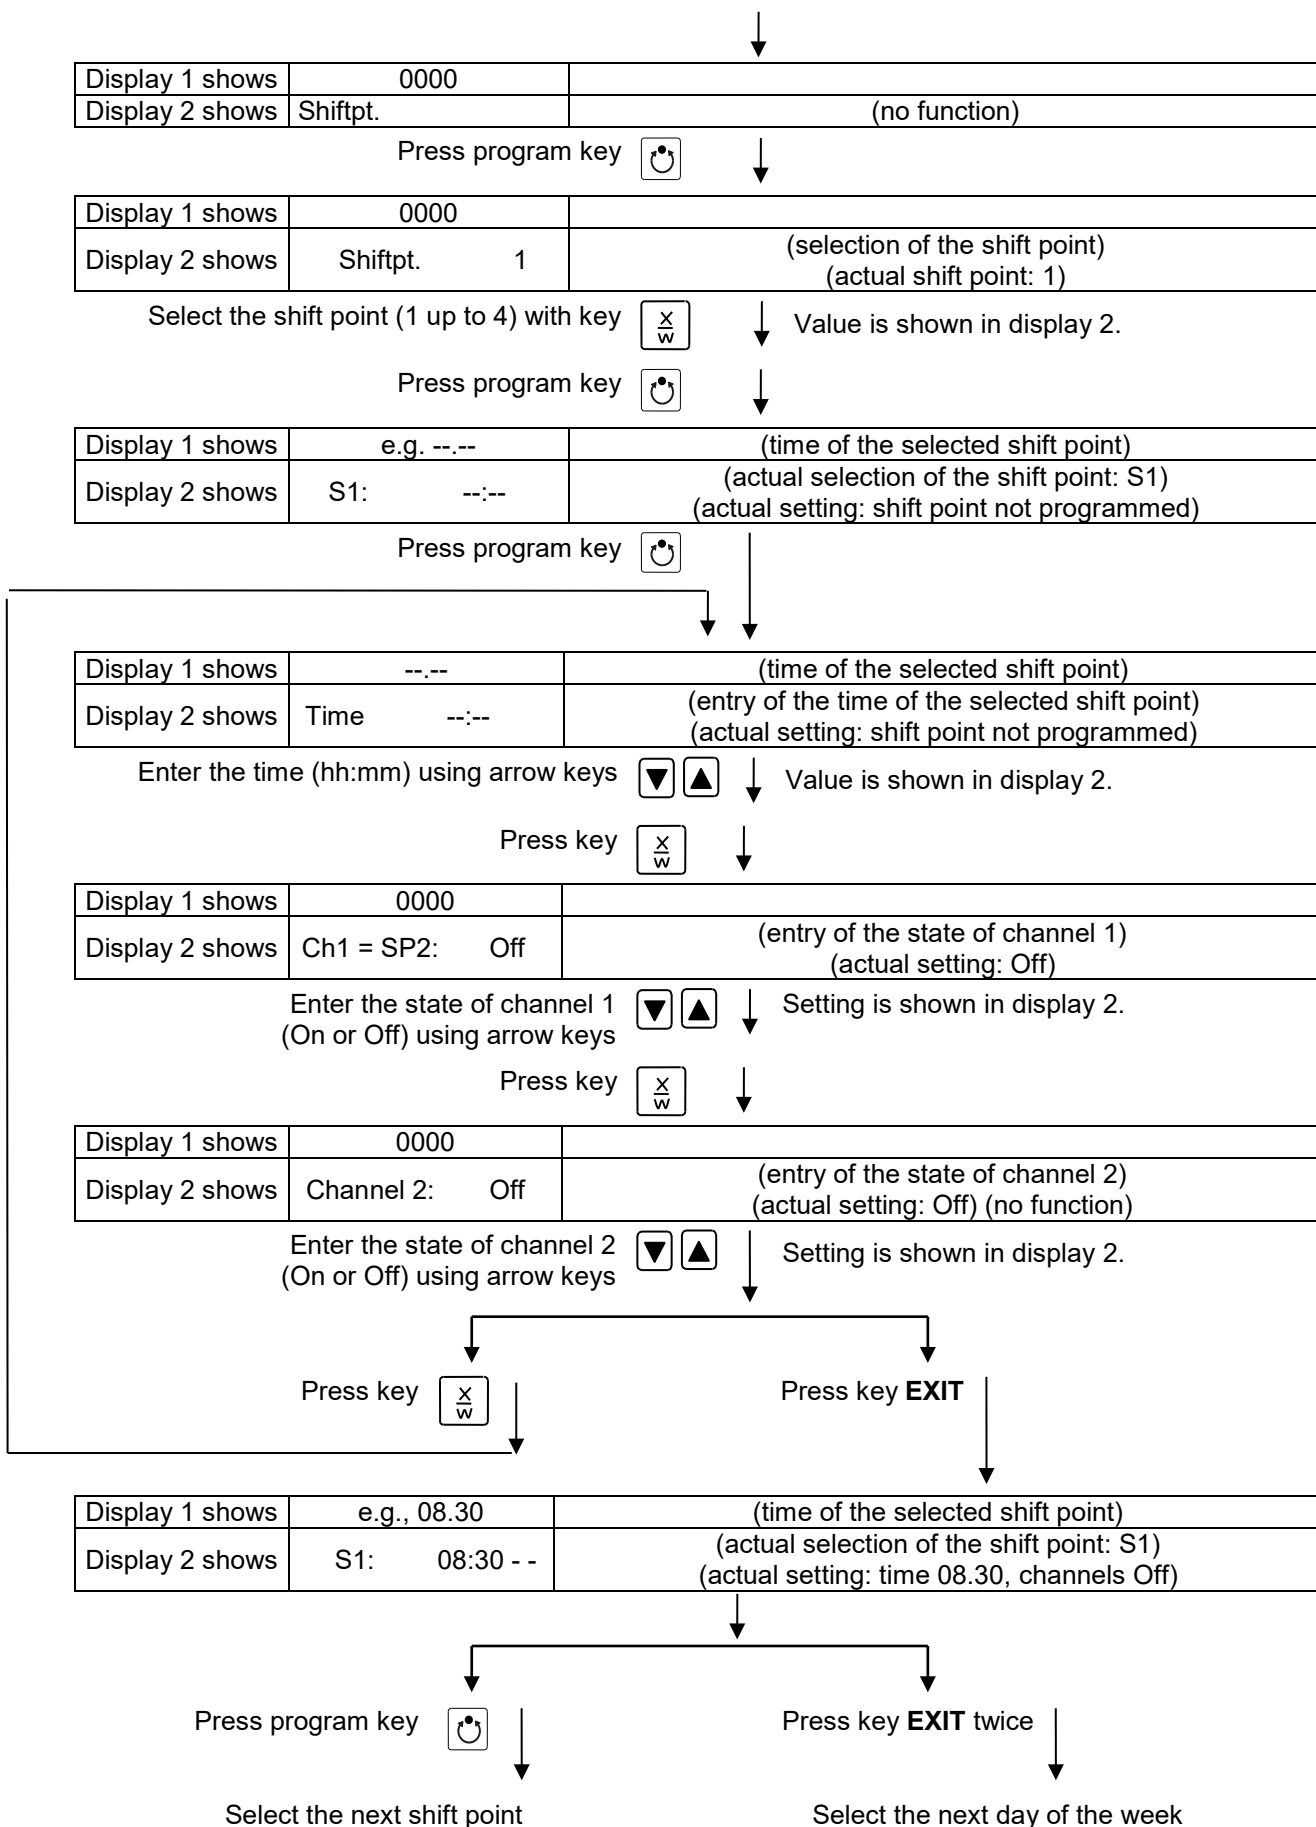 Display 1 shows 0000
Display 2 shows Shiftpt. (no function)
Press program key
Display 1 shows 0000
Display 2 shows Shiftpt. 1 (selection of the shift point)
(actual shift point: 1)
Select the shift point (1 up to 4) with key X W Value is shown in display 2.
Press program key
Display 1 shows e.g. --.-- (time of the selected shift point)
Display 2 shows S1: --:-- (actual selection of the shift point: S1)
(actual setting: shift point not programmed)
Press program key
Display 1 shows --.-- (time of the selected shift point)
Display 2 shows Time --:-- (entry of the time of the selected shift point)
(actual setting: shift point not programmed)
Enter the time (hh:mm) using arrow keys Value is shown in display 2.
Press key X W
Display 1 shows 0000
Display 2 shows Ch1 = SP2: Off (entry of the state of channel 1)
(actual setting: Off)
Enter the state of channel 1 Setting is shown in display 2.
(On or Off) using arrow keys
Press key X W
Display 1 shows 0000
Display 2 shows Channel 2: Off (entry of the state of channel 2)
(actual setting: Off) (no function)
Enter the state of channel 2 Setting is shown in display 2.
(On or Off) using arrow keys
Press key X W Press key EXIT
Display 1 shows e.g., 08.30 (time of the selected shift point)
Display 2 shows S1: 08:30 - - (actual selection of the shift point: S1)
(actual setting: time 08.30, channels Off)
Press program key Press key EXIT twice
Select the next shift point Select the next day of the week